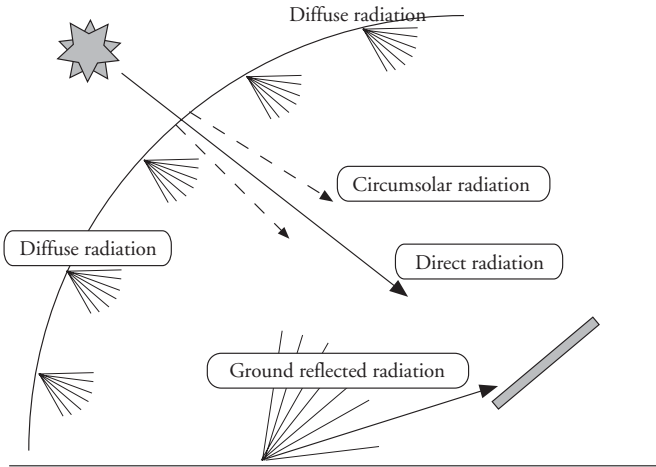 Diffuse radiation
Circumsolar radiation
Diffuse radiation
Direct radiation
Ground reflected radiation